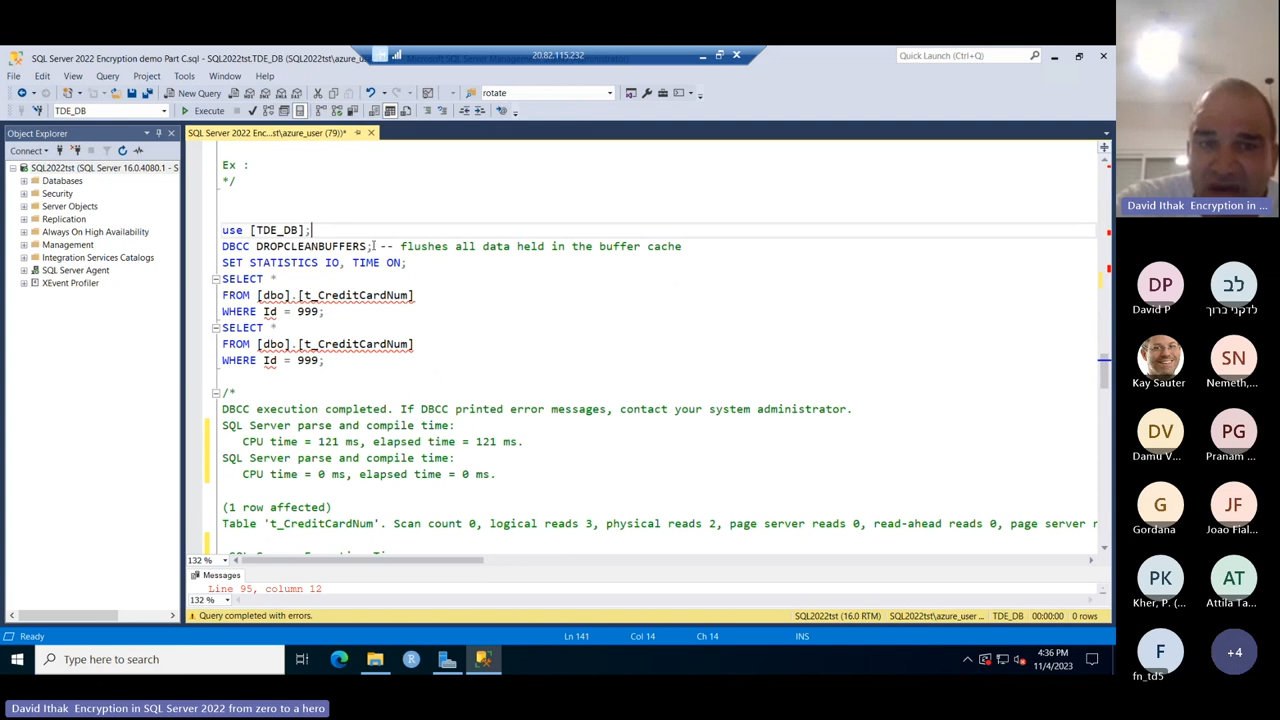 SQL Server 2022 Encryption demo Part C.sql - SQL2022tst.TDE_DB (SQL2022tst\azure_u
20.82.115.232
Quick Launch (Ctrl+Q)
File Edit View Query Project Tools Window Help
New Query
rotate
TDE_DB
Execute
Object Explorer
SQL Server 2022 Enc...st\azure_user (79))*
Connect
SQL2022tst (SQL Server 16.0.4080.1 - S
Databases
Security
Server Objects
Replication
Always On High Availability
Management
Integration Services Catalogs
SQL Server Agent
XEvent Profiler
Ex :
*/
use [TDE_DB];
DBCC DROPCLEANBUFFERS; -- flushes all data held in the buffer cache
SET STATISTICS IO, TIME ON;
SELECT *
FROM [dbo].[t_CreditCardNum]
WHERE Id = 999;
SELECT *
FROM [dbo].[t_CreditCardNum]
WHERE Id = 999;
/*
DBCC execution completed. If DBCC printed error messages, contact your system administrator.
SQL Server parse and compile time:
CPU time = 121 ms, elapsed time = 121 ms.
SQL Server parse and compile time:
CPU time = 0 ms, elapsed time = 0 ms.
(1 row affected)
Table 't_CreditCardNum'. Scan count 0, logical reads 3, physical reads 2, page server reads 0, read-ahead reads 0, page server r
132 %
Messages
Line 95, column 12
132 %
Query completed with errors.
SQL2022tst (16.0 RTM) SQL2022tst\azure_user ... TDE_DB 00:00:00 0 rows
Ready
Ln 141 Col 14 Ch 14 INS
Type here to search
R
4:36 PM
11/4/2023
David Ithak Encryption in SQL Server 2022 from zero to a hero
David Ithak Encryption in ...
DP
לב
David P
לדקני ברוך
SN
Kay Sauter
Nemeth,...
DV
PG
Damu V...
Pranam ...
G
JF
Gordana
Joao Fial...
PK
AT
Kher, P. (...
Attila Ta...
F
+4
fn_td5